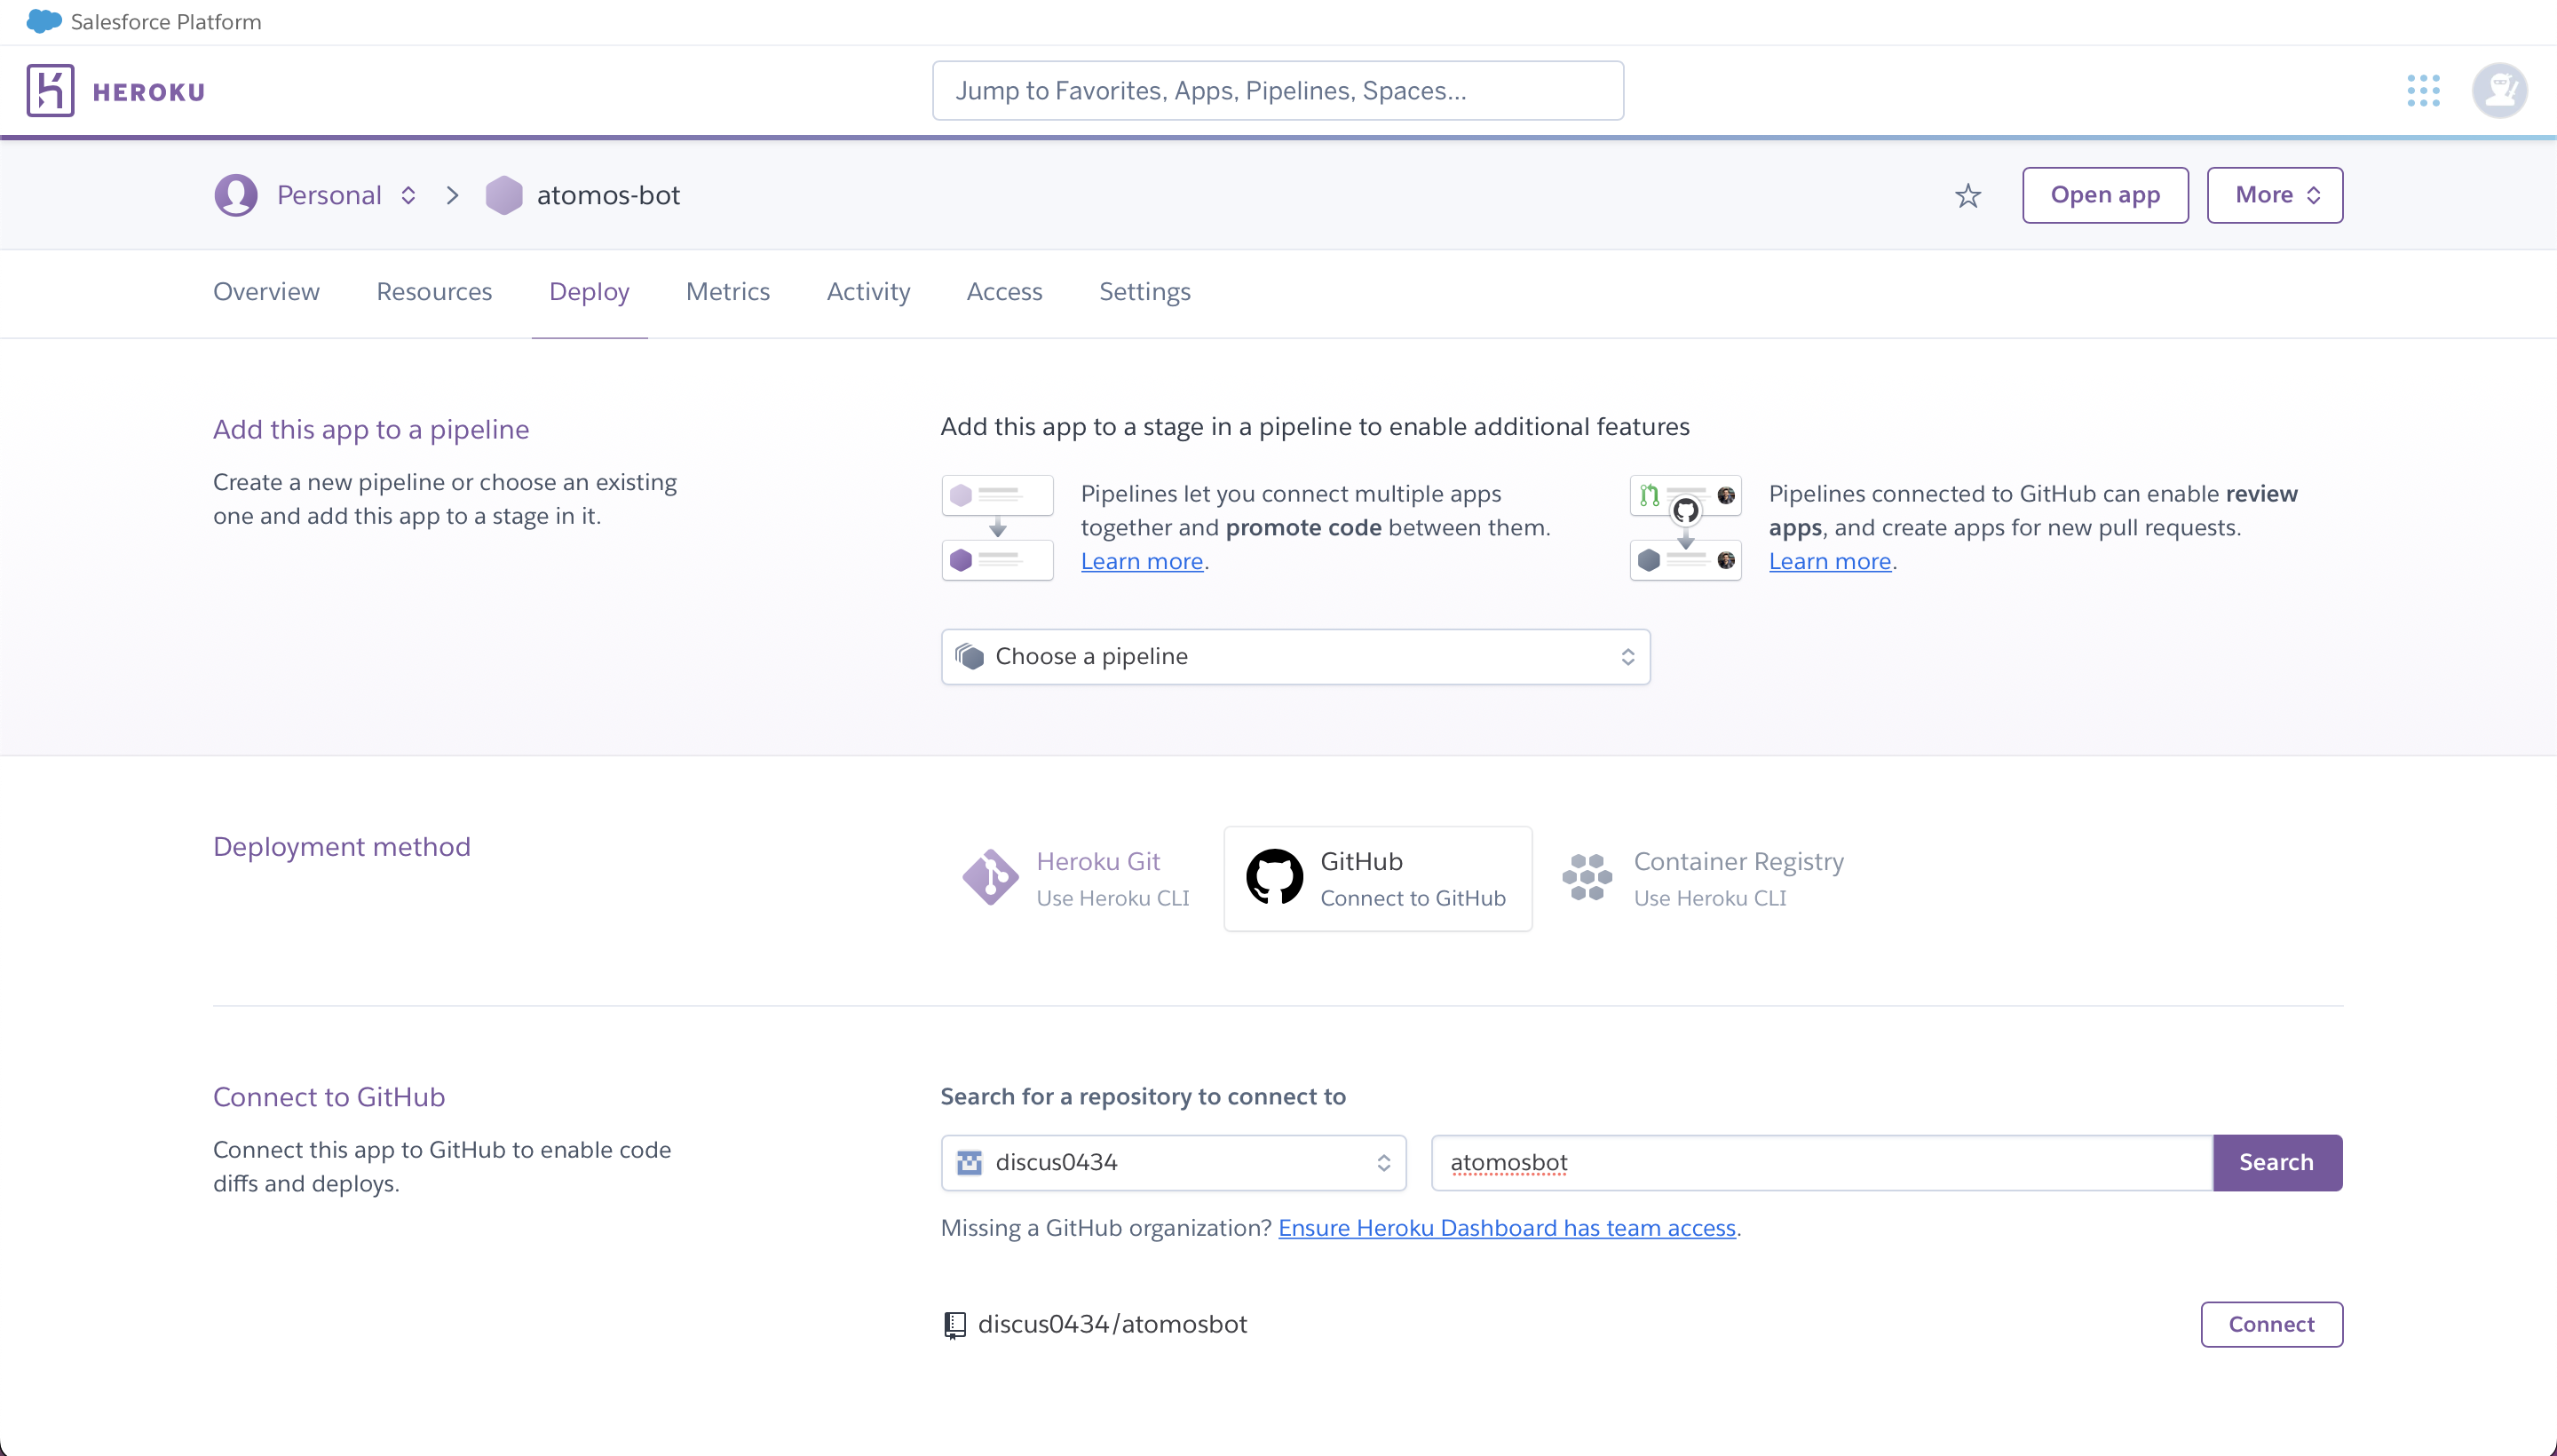 Salesforce Platform
HEROKU
Jump to Favorites, Apps, Pipelines, Spaces...
Personal
atomos-bot
Open app
More
Overview
Resources
Deploy
Metrics
Activity
Access
Settings
Add this app to a pipeline
Create a new pipeline or choose an existing
one and add this app to a stage in it.
Add this app to a stage in a pipeline to enable additional features
Pipelines let you connect multiple apps
together and promote code between them.
Learn more.
Pipelines connected to GitHub can enable review
apps, and create apps for new pull requests.
Learn more.
Choose a pipeline
Deployment method
Heroku Git
Use Heroku CLI
GitHub
Connect to GitHub
Container Registry
Use Heroku CLI
Connect to GitHub
Connect this app to GitHub to enable code
diffs and deploys.
Search for a repository to connect to
discus0434
atomosbot
Search
Missing a GitHub organization? Ensure Heroku Dashboard has team access.
discus0434/atomosbot
Connect